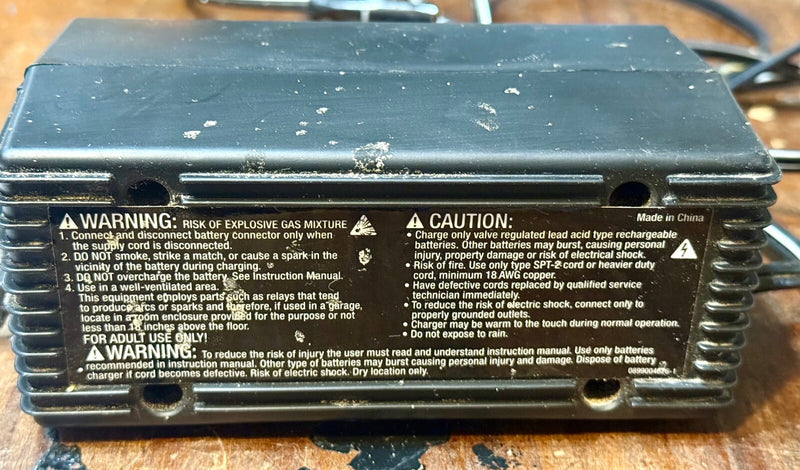 WARNING: RISK OF EXPLOSIVE GAS MIXTURE
1. Connect and disconnect battery connector only when
the supply cord is disconnected.
2. DO NOT smoke, strike a match, or cause a spark in the
vicinity of the battery during charging.
3. DO NOT overcharge the battery. See Instruction Manual.
4. Use in a well-ventilated area.
This equipment employs parts such as relays that tend
to produce arcs or sparks and therefore, if used in a garage,
locate in a room enclosure provided for the purpose or not
less than 18 inches above the floor.
FOR ADULT USE ONLY!
CAUTION:
Made in China
• Charge only valve regulated lead acid type rechargeable
batteries. Other batteries may burst, causing personal
injury, property damage or risk of electrical shock.
• Risk of fire. Use only type SPT-2 cord or heavier duty
cord, minimum 18 AWG copper.
• Have defective cords replaced by qualified service
technician immediately.
• To reduce the risk of electric shock, connect only to
properly grounded outlets.
• Charger may be warm to the touch during normal operation.
• Do not expose to rain.
WARNING: To reduce the risk of injury the user must read and understand instruction manual. Use only batteries
recommended in instruction manual. Other type of batteries may burst causing personal injury and damage. Dispose of battery
charger if cord becomes defective. Risk of electric shock. Dry location only.